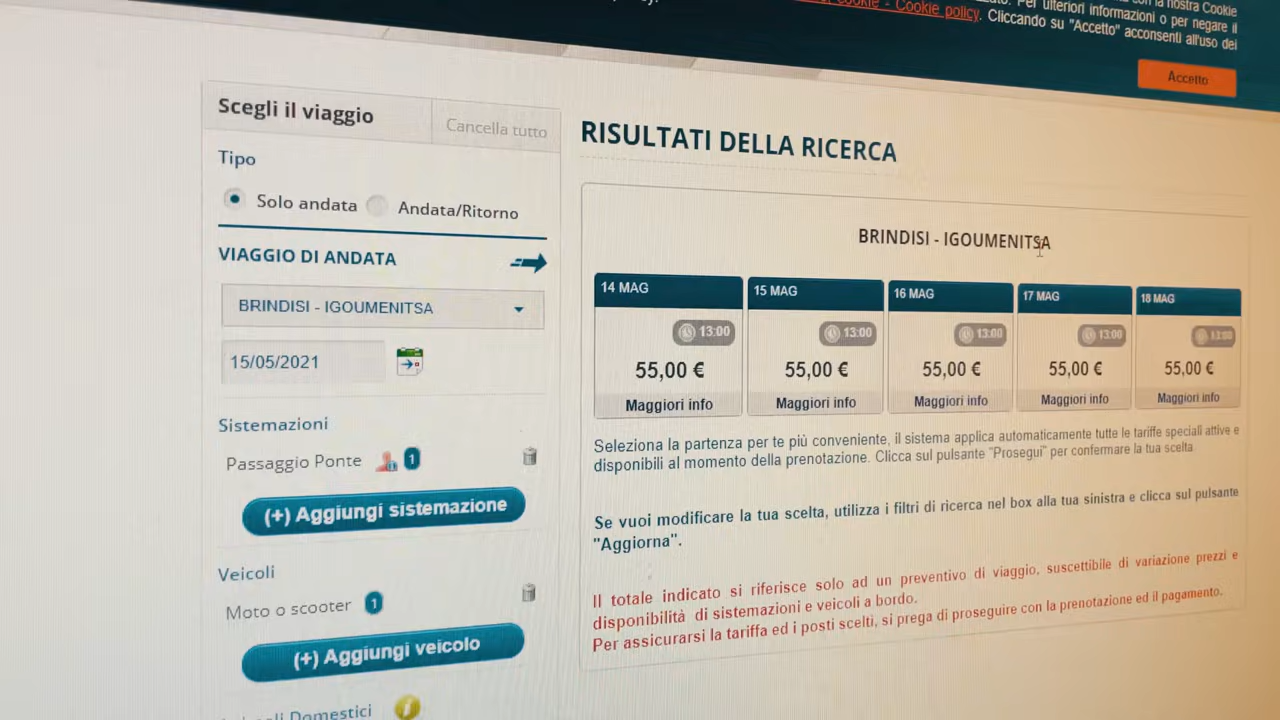 con la nostra Cookie
Cookie policy. Per ulteriori informazioni o per negare il
Cliccando su "Accetto" acconsenti all'uso dei
Accetto
Scegli il viaggio
Cancella tutto
Tipo
Solo andata
Andata/Ritorno
VIAGGIO DI ANDATA
BRINDISI - IGOUMENITSA
15/05/2021
Sistemazioni
Passaggio Ponte 1
(+) Aggiungi sistemazione
Veicoli
Moto o scooter 1
(+) Aggiungi veicolo
Domestici
RISULTATI DELLA RICERCA
BRINDISI - IGOUMENITSA
14 MAG 15 MAG 16 MAG 17 MAG 18 MAG
13:00 13:00 13:00 13:00 13:00
55,00 € 55,00 € 55,00 € 55,00 € 55,00 €
Maggiori info Maggiori info Maggiori info Maggiori info Maggiori info
Seleziona la partenza per te più conveniente, il sistema applica automaticamente tutte le tariffe speciali attive e
disponibili al momento della prenotazione. Clicca sul pulsante "Prosegui" per confermare la tua scelta
Se vuoi modificare la tua scelta, utilizza i filtri di ricerca nel box alla tua sinistra e clicca sul pulsante
"Aggiorna".
Il totale indicato si riferisce solo ad un preventivo di viaggio, suscettibile di variazione prezzi e
disponibilità di sistemazioni e veicoli a bordo.
Per assicurarsi la tariffa ed i posti scelti, si prega di proseguire con la prenotazione ed il pagamento.